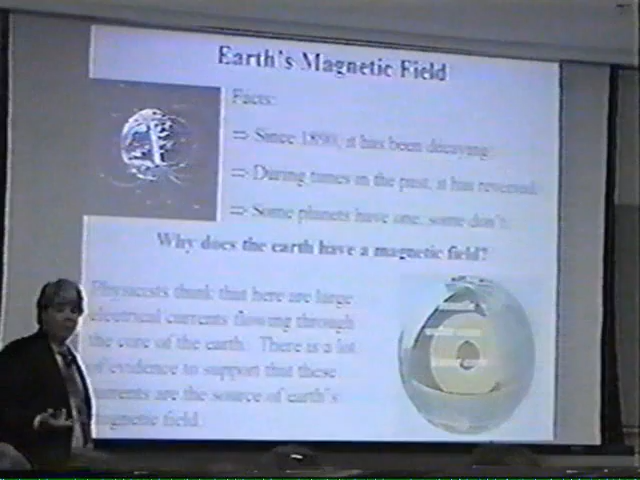 Earth's Magnetic Field
Facts:
⇒ Since 1890, it has been decaying.
⇒ During times in the past, it has reversed.
⇒ Some planets have one, some don't.
Why does the earth have a magnetic field?
Physicists think that here are large
electrical currents flowing through
the core of the earth. There is a lot
of evidence to support that these
currents are the source of earth's
magnetic field.